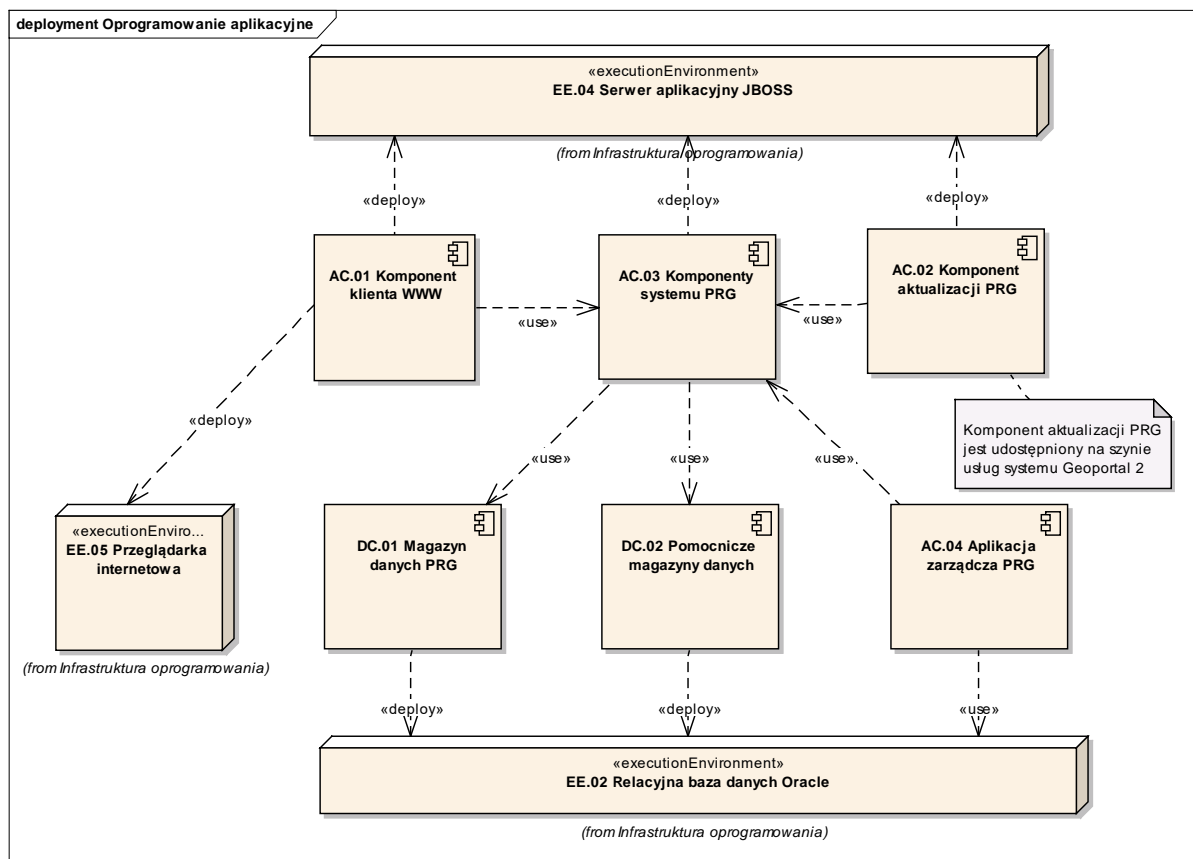 deployment Oprogramowanie aplikacyjne
«executionEnvironment»
EE.04 Serwer aplikacyjny JBOSS
(from Infrastruktura oprogramowania)
«deploy»
«deploy»
«deploy»
AC.01 Komponent
klienta WWW
AC.03 Komponenty
systemu PRG
AC.02 Komponent
aktualizacji PRG
«use»
«use»
«deploy»
Komponent aktualizacji PRG
jest udostępniony na szynie
usług systemu Geoportal 2
«use»
«use»
«use»
«executionEnviro...
EE.05 Przeglądarka
internetowa
(from Infrastruktura oprogramowania)
DC.01 Magazyn
danych PRG
DC.02 Pomocnicze
magazyny danych
AC.04 Aplikacja
zarządcza PRG
«deploy»
«deploy»
«use»
«executionEnvironment»
EE.02 Relacyjna baza danych Oracle
(from Infrastruktura oprogramowania)